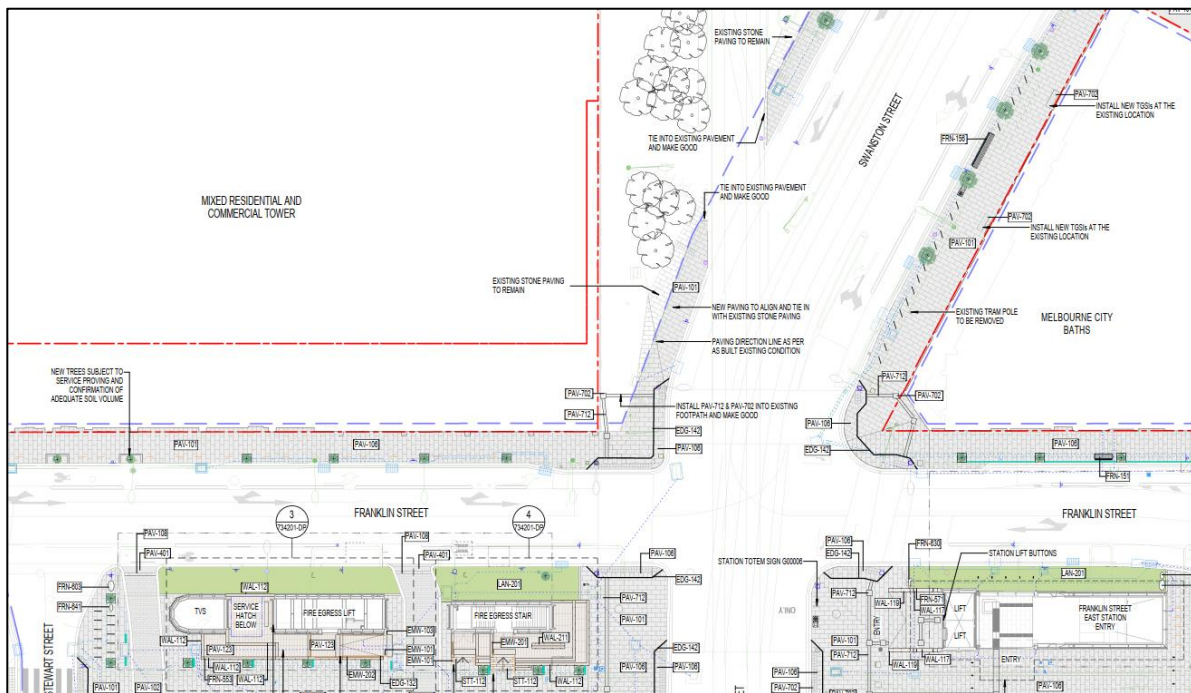 EXISTING STONE
PAVING TO REMAIN
PAV-702
INSTALL NEW TGSIs AT THE
EXISTING LOCATION
SWANSTON STREET
TIE INTO EXISTING PAVEMENT
AND MAKE GOOD
FRN-156
MIXED RESIDENTIAL AND
COMMERCIAL TOWER
TIE INTO EXISTING PAVEMENT
AND MAKE GOOD
PAV-702
INSTALL NEW TGSIs AT THE
EXISTING LOCATION
PAV-101
EXISTING STONE PAVING
TO REMAIN
PAV-101
NEW PAVING TO ALIGN AND TIE IN
WITH EXISTING STONE PAVING
EXISTING TRAM POLE
TO BE REMOVED
MELBOURNE CITY
BATHS
PAVING DIRECTION LINE AS PER
AS BUILT EXISTING CONDITION
NEW TREES SUBJECT TO
SERVICE PROVING AND
CONFIRMATION OF
ADEQUATE SOIL VOLUME
PAV-702
PAV-712
INSTALL PAV-712 & PAV-702 INTO EXISTING
FOOTPATH AND MAKE GOOD
PAV-712
PAV-702
PAV-108
EDG-142
PAV-101
PAV-106
PAV-106
EDG-142
PAV-106
FRN-151
3
734201-DP
FRANKLIN STREET
4
734201-DP
FRANKLIN STREET
PAV-108
PAV-401
PAV-108
PAV-401
PAV-106
EDG-142
STATION TOTEM SIGN G00006
PAV-106
EDG-142
FRN-630
STATION LIFT BUTTONS
FRN-603
FRN-641
WAL-112
LAN-201
LAN-201
TVS
SERVICE
HATCH
BELOW
FIRE EGRESS LIFT
FIRE EGRESS STAIR
PAV-712
PAV-101
ONLY
PAV-712
WAL-119
FRN-571
WAL-117
LIFT
LIFT
FRANKLIN STREET
EAST STATION
ENTRY
ENTRY
STEWART STREET
WAL-112
PAV-123
WAL-112
FRN-553
WAL-112
PAV-123
EMW-202
EDG-132
EMW-103
EMW-101
EMW-101
EMW-201
WAL-211
STT-112
STT-112
WAL-112
EDG-142
PAV-106
PAV-106
PAV-101
PAV-712
WAL-119
WAL-117
ENTRY
PAV-101
PAV-102
PAV-106
PAV-702
PAV-106